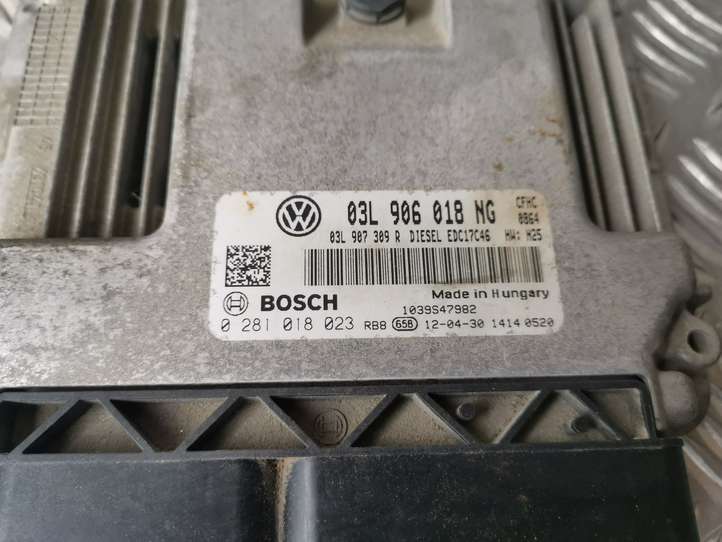 03L 906 018 NG
CFHC
0864
03L 907 309 R DIESEL EDC17C46 HW: H25
Made in Hungary
BOSCH
1039S47982
0 281 018 023 RB8 658 12-04-30 1414 0520